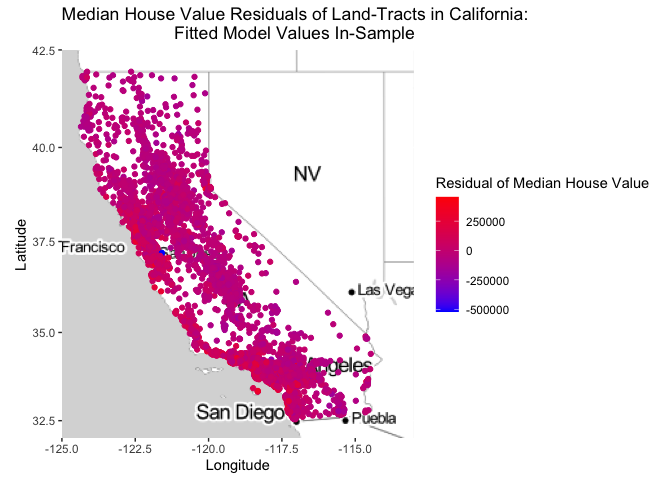 Median House Value Residuals of Land-Tracts in California:
Fitted Model Values In-Sample
42.5
40.0
37.5
35.0
32.5
Latitude
NV
Francisco
Las Vega
Angeles
San Diego
Puebla
-125.0
-122.5
-120.0
-117.5
-115.0
Longitude
Residual of Median House Value
250000
0
-250000
-500000